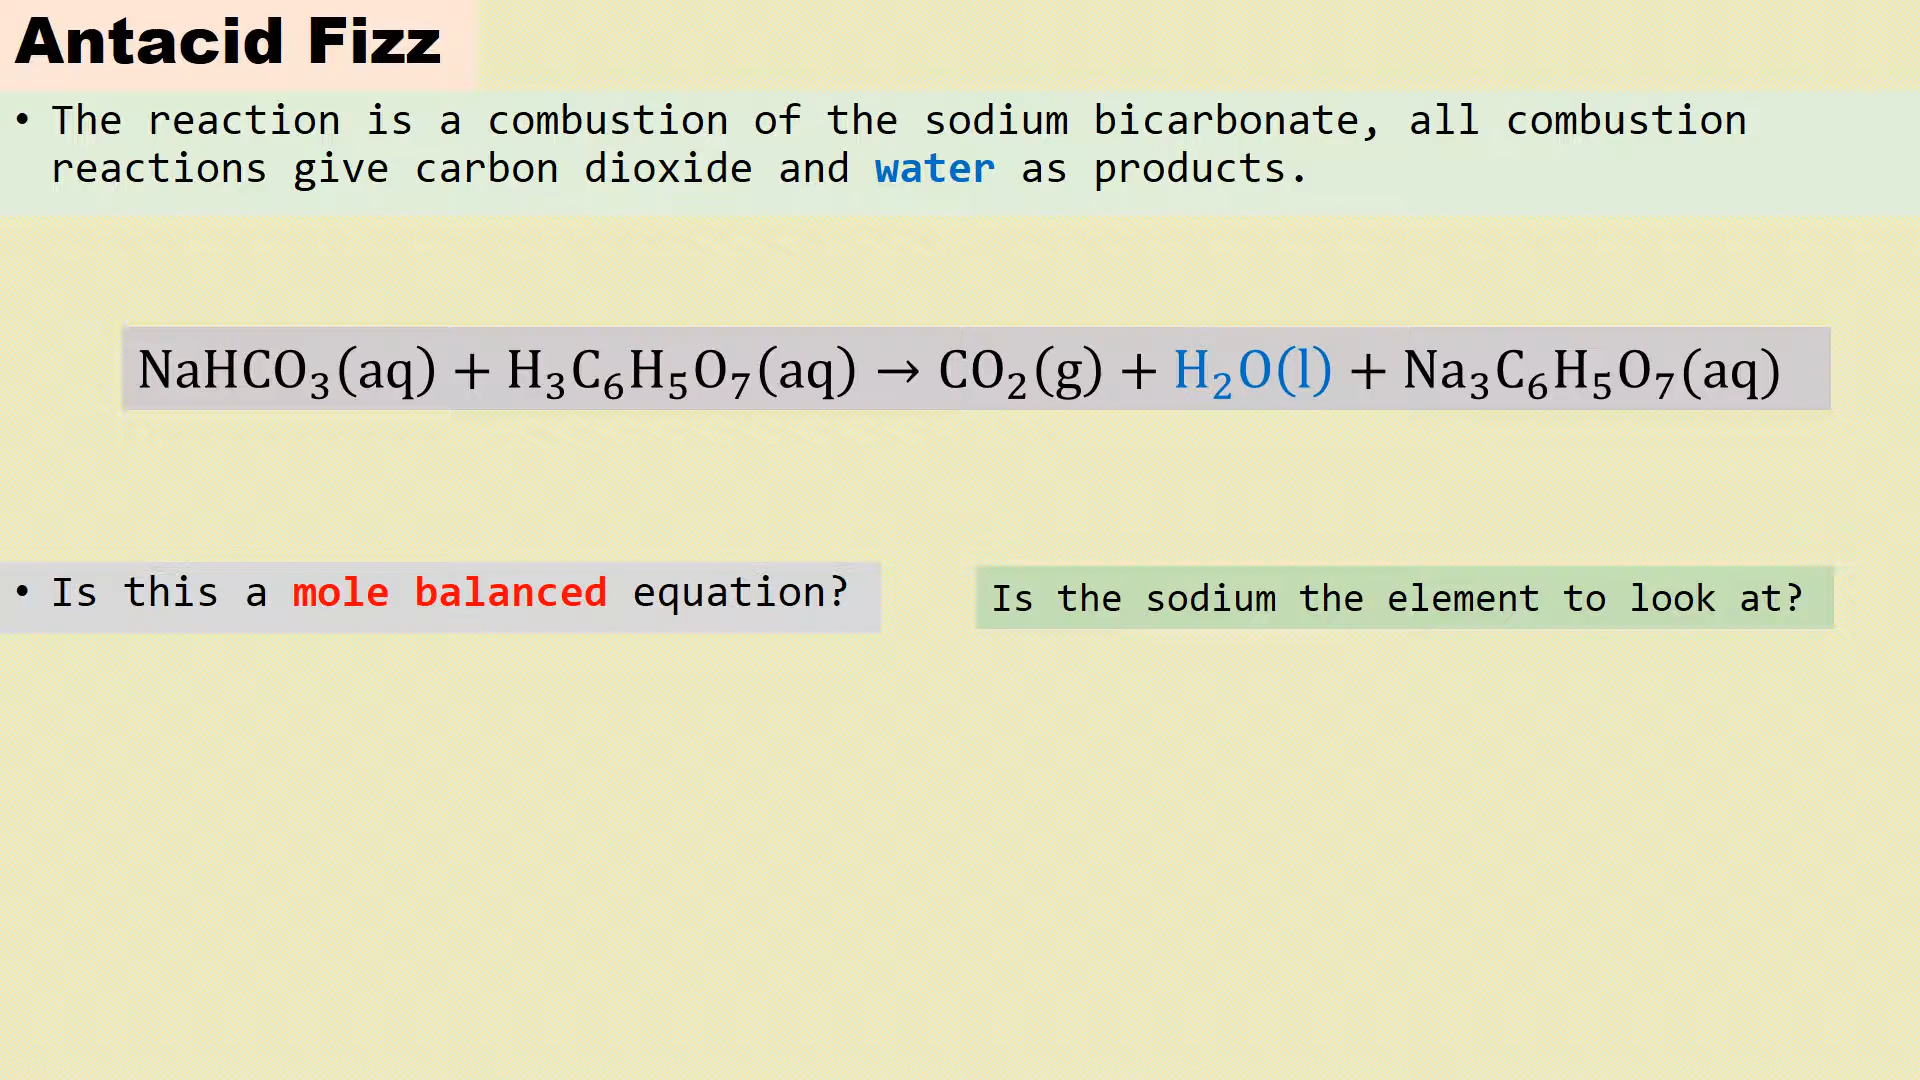 Antacid Fizz
• The reaction is a combustion of the sodium bicarbonate, all combustion
reactions give carbon dioxide and water as products.
NaHCO₃(aq) + H₃C₆H₅O₇(aq) → CO₂(g) + H₂O(l) + Na₃C₆H₅O₇(aq)
• Is this a mole balanced equation?
Is the sodium the element to look at?